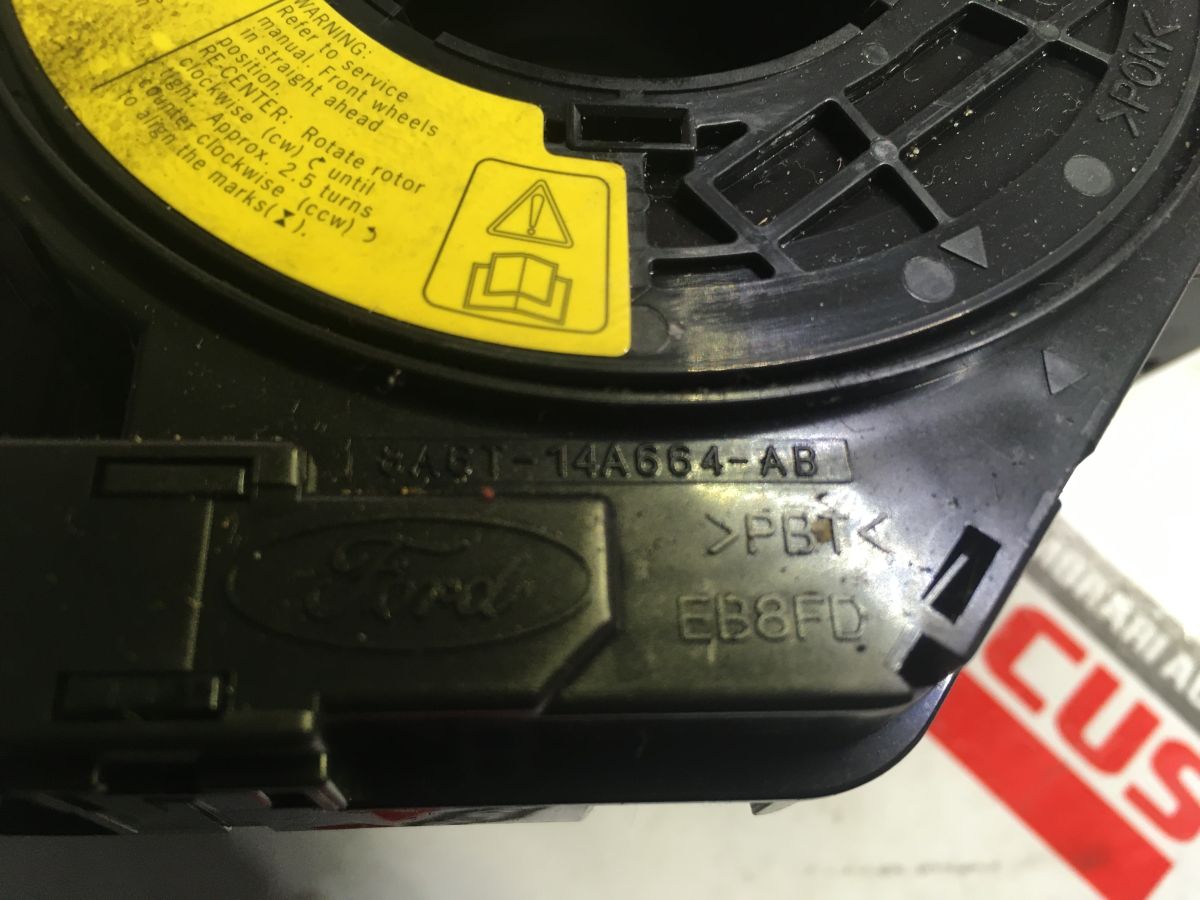 WARNING:
Refer to service
manual. Front wheels
in straight ahead
position.
RE-CENTER: Rotate rotor
clockwise (cw) until
tight. Approx. 2.5 turns
counter clockwise (ccw)
to align the marks( ).
>POM<
14A664-AB
>PBT<
Ford
EB8FD
CUS